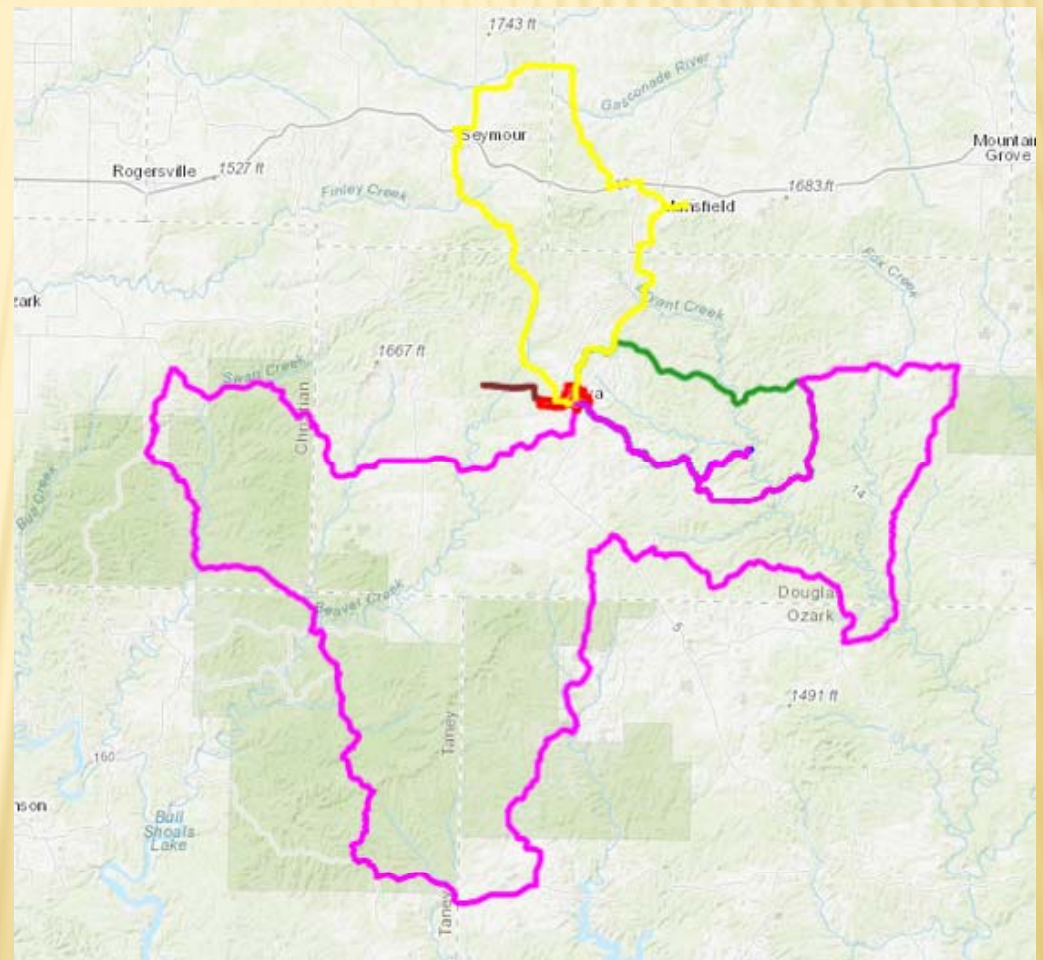 1743 ft
Gasconade River
Seymour
Mountain
Grove
Rogersville
1527 ft
1683 ft
Finley Creek
Mansfield
Fox Creek
zark
Bryant Creek
1667 ft
Swan Creek
va
Christian
Bull Creek
14
Beaver Creek
Dougla
Ozark
5
1491 ft
Taney
160
nson
Bull
Shoals
Lake
Taney